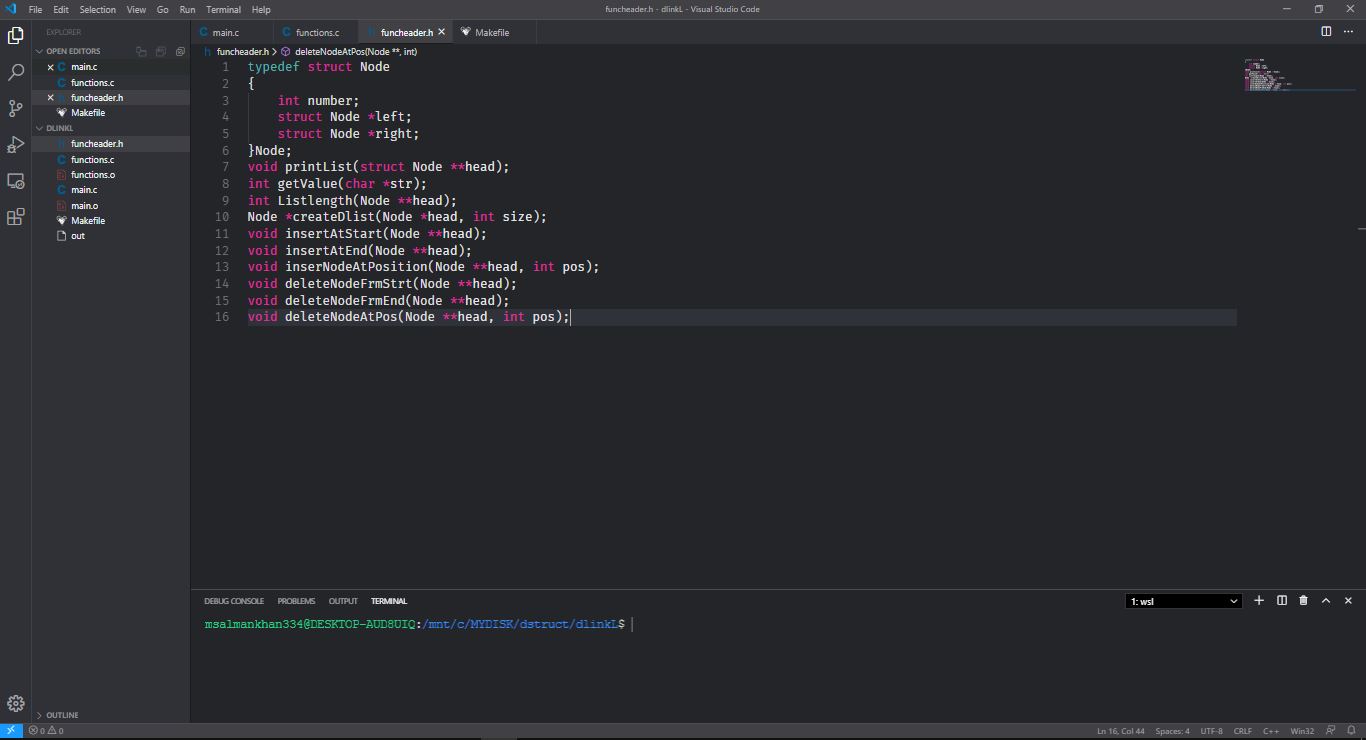 File Edit Selection View Go Run Terminal Help funcheader.h - dlinkL - Visual Studio Code
EXPLORER
OPEN EDITORS
main.c
functions.c
funcheader.h
Makefile
DLINKL
funcheader.h
functions.c
functions.o
main.c
main.o
Makefile
out
OUTLINE
main.c functions.c funcheader.h Makefile
funcheader.h > deleteNodeAtPos(Node **, int)
1 typedef struct Node
2 {
3 int number;
4 struct Node *left;
5 struct Node *right;
6 }Node;
7 void printList(struct Node **head);
8 int getValue(char *str);
9 int Listlength(Node **head);
10 Node *createDlist(Node *head, int size);
11 void insertAtStart(Node **head);
12 void insertAtEnd(Node **head);
13 void inserNodeAtPosition(Node **head, int pos);
14 void deleteNodeFrmStrt(Node **head);
15 void deleteNodeFrmEnd(Node **head);
16 void deleteNodeAtPos(Node **head, int pos);
DEBUG CONSOLE PROBLEMS OUTPUT TERMINAL 1: wsl
msalmankhan334@DESKTOP-AUD8UIQ:/mnt/c/MYDISK/dstruct/dlinkL$
0 0 Ln 16, Col 44 Spaces: 4 UTF-8 CRLF C++ Win32